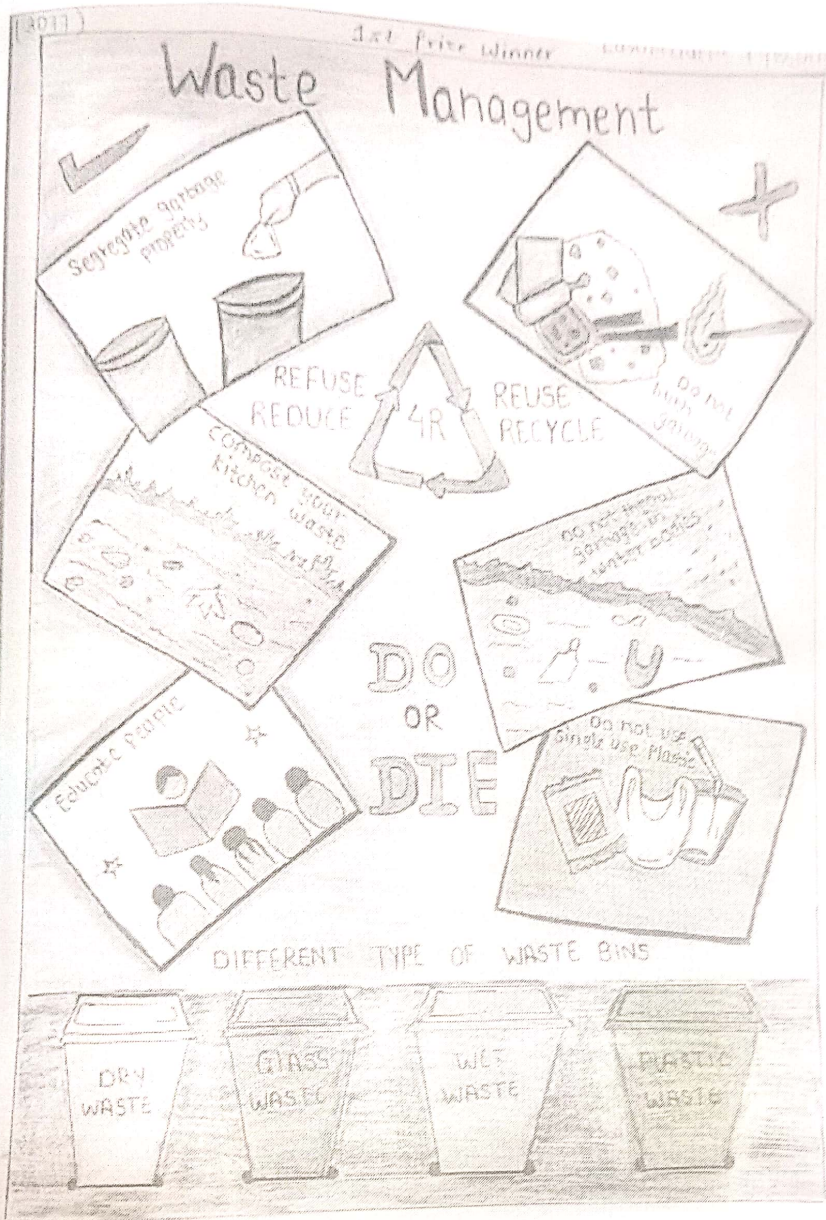 (3077)
1st Prize Winner
Waste Management
Segregate garbage
properly
Do not
burn
garbage
REFUSE
REDUCE
4R
REUSE
RECYCLE
Compost your
kitchen waste
Do not throw
garbage in
water bodies
Educate People
DO
OR
DIE
Do not use
Single use Plastic
DIFFERENT TYPE OF WASTE BINS
DRY
WASTE
GLASS
WASTE
WET
WASTE
PLASTIC
WASTE